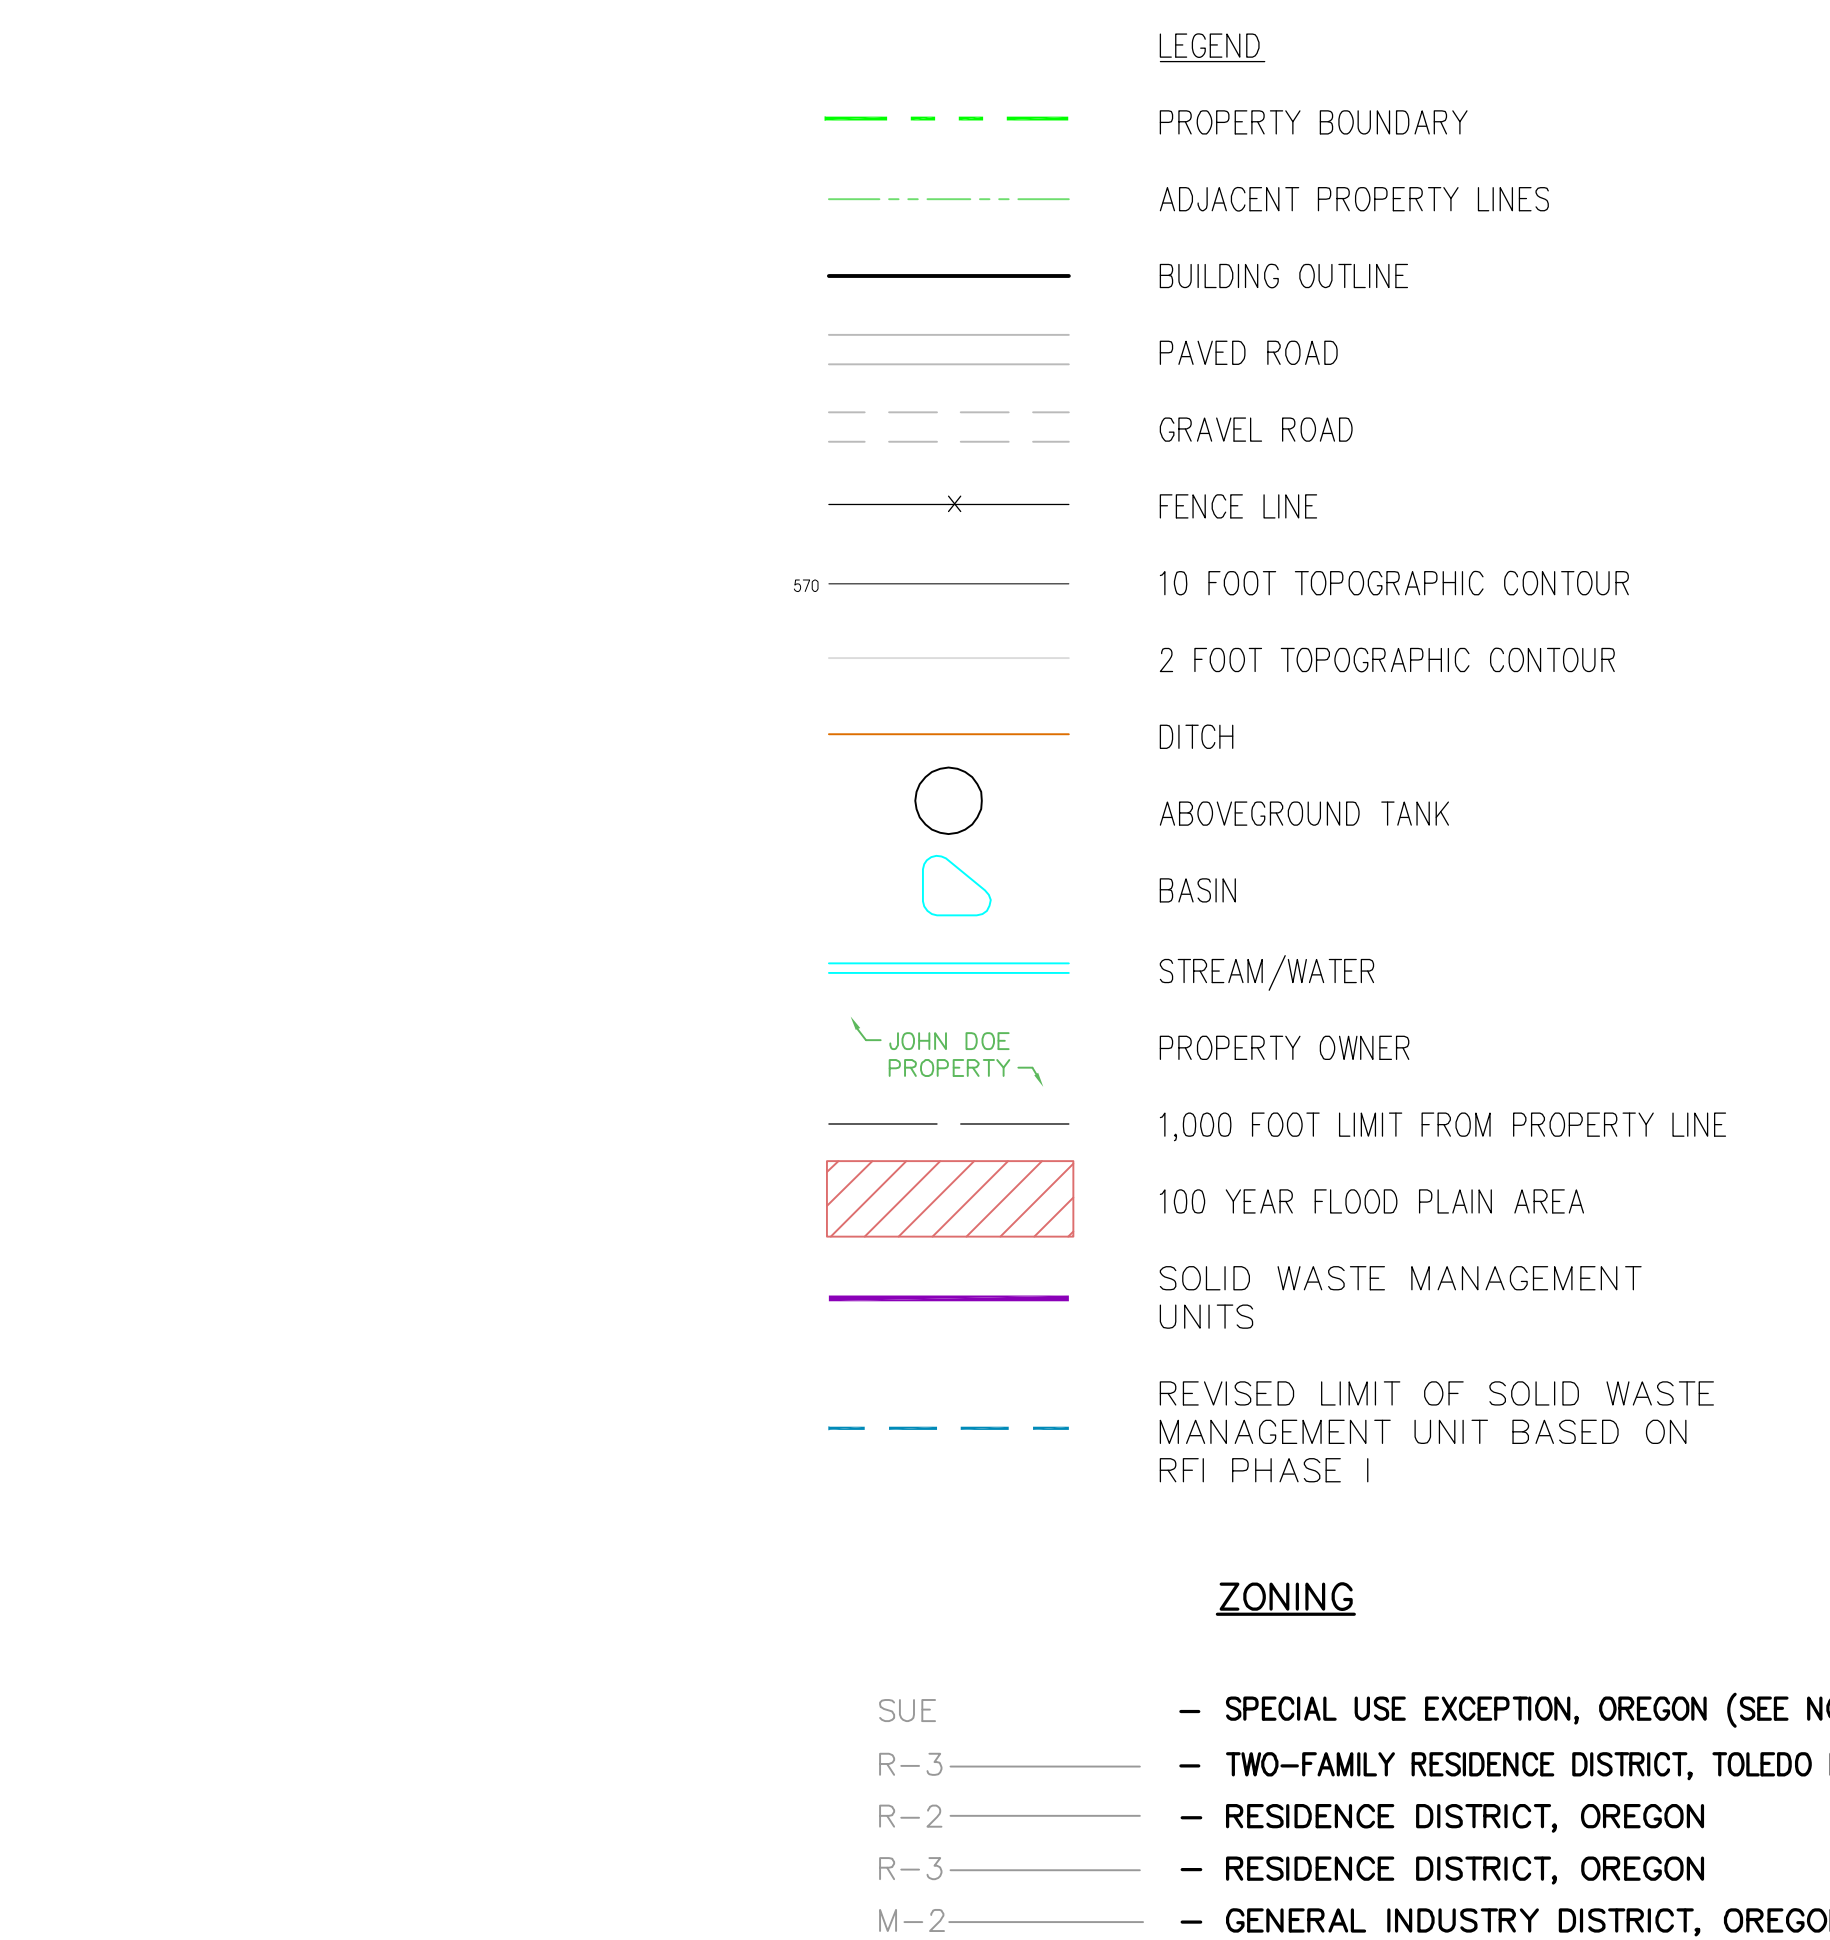 LEGEND
PROPERTY BOUNDARY
ADJACENT PROPERTY LINES
BUILDING OUTLINE
PAVED ROAD
GRAVEL ROAD
X
FENCE LINE
570
10 FOOT TOPOGRAPHIC CONTOUR
2 FOOT TOPOGRAPHIC CONTOUR
DITCH
ABOVEGROUND TANK
BASIN
STREAM/WATER
JOHN DOE
PROPERTY
PROPERTY OWNER
1,000 FOOT LIMIT FROM PROPERTY LINE
100 YEAR FLOOD PLAIN AREA
SOLID WASTE MANAGEMENT
UNITS
REVISED LIMIT OF SOLID WASTE
MANAGEMENT UNIT BASED ON
RFI PHASE I
ZONING
SUE – SPECIAL USE EXCEPTION, OREGON (SEE
R-3 – TWO-FAMILY RESIDENCE DISTRICT, TOLEDO
R-2 – RESIDENCE DISTRICT, OREGON
R-3 – RESIDENCE DISTRICT, OREGON
M-2 – GENERAL INDUSTRY DISTRICT, OREGON